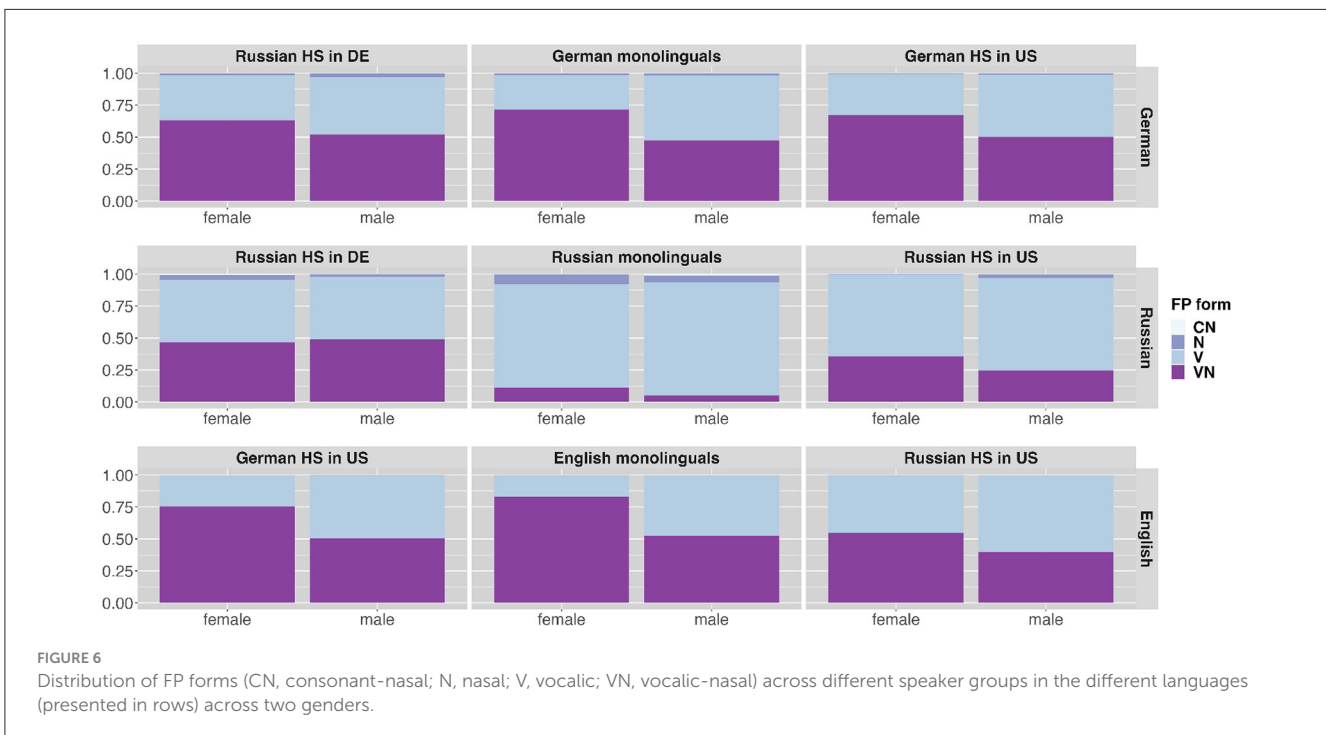 Russian HS in DE German monolinguals German HS in US
1.00
0.75
0.50
0.25
0.00
German
female male female male female male
Russian HS in DE Russian monolinguals Russian HS in US
1.00
0.75
0.50
0.25
0.00
Russian
female male female male female male
FP form
CN
N
V
VN
German HS in US English monolinguals Russian HS in US
1.00
0.75
0.50
0.25
0.00
English
female male female male female male
FIGURE 6
Distribution of FP forms (CN, consonant-nasal; N, nasal; V, vocalic; VN, vocalic-nasal) across different speaker groups in the different languages
(presented in rows) across two genders.